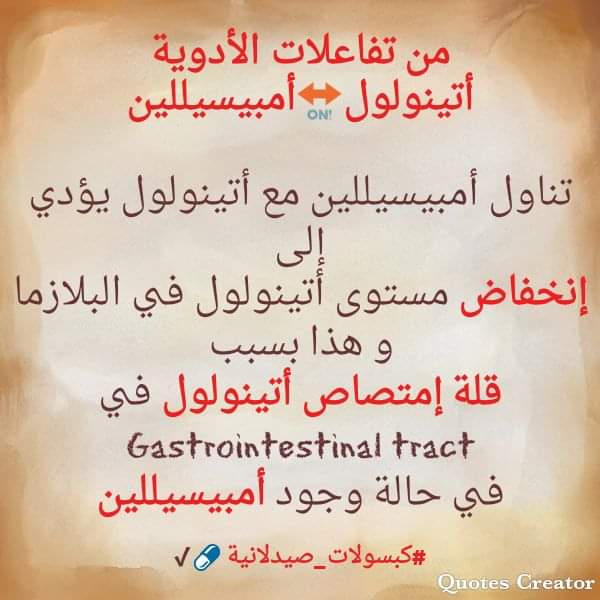 من تفاعلات الأدوية
أتينولول↔أمبيسيللين
ON!
تناول أمبيسيللين مع أتينولول يؤدي
إلى
إنخفاض مستوى أتينولول في البلازما
و هذا بسبب
قلة إمتصاص أتينولول في
Gastrointestinal tract
في حالة وجود أمبيسيللين
#كبسولات_صيدلانية 💊 √
Quotes Creator